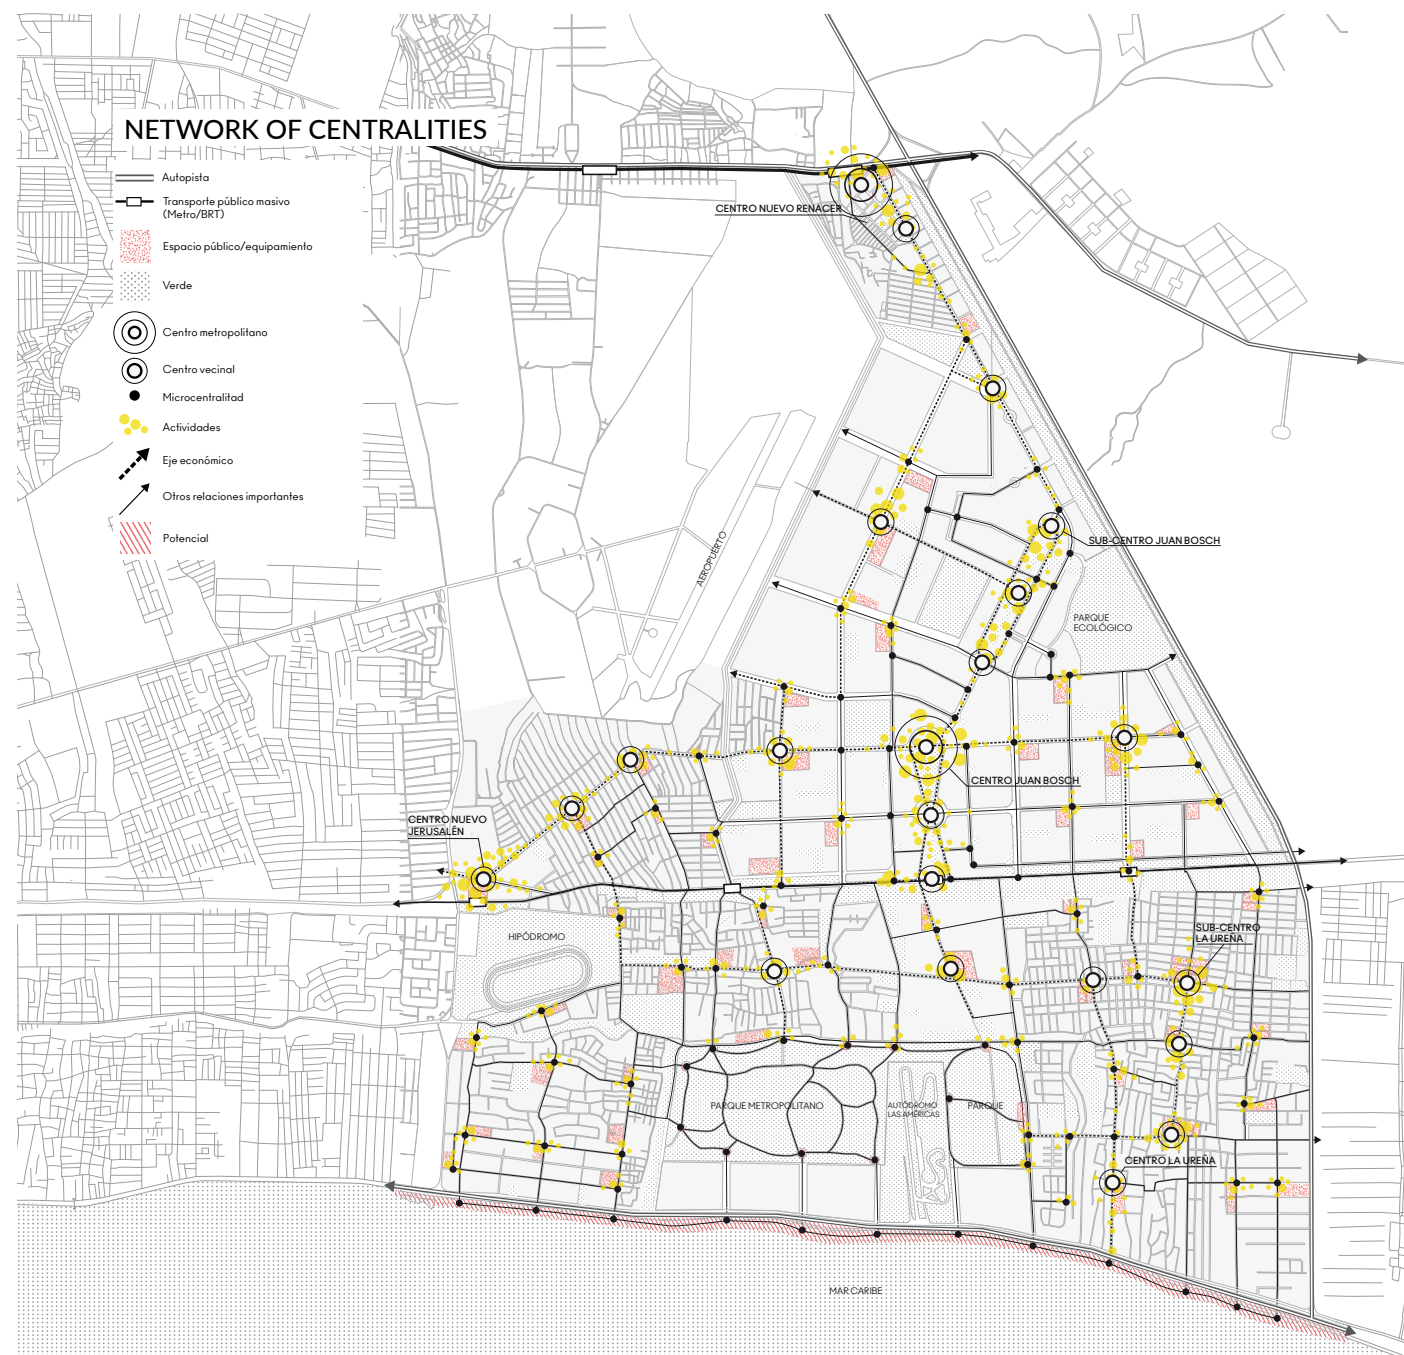 NETWORK OF CENTRALITIES
Autopista
Transporte público masivo
(Metro/BRT)
Espacio público/equipamiento
Verde
Centro metropolitano
Centro vecinal
Microcentralitad
Actividades
Eje económico
Otros relaciones importantes
Potencial
CENTRO NUEVO RENACER
SUB-CENTRO JUAN BOSCH
AEROPUERTO
PARQUE
ECOLÓGICO
CENTRO JUAN BOSCH
CENTRO NUEVO
JERUSALÉN
HIPÓDROMO
SUB-CENTRO
LA UREÑA
PARQUE METROPOLITANO
AUTÓDROMO
LAS AMÉRICAS
PARQUE
CENTRO LA UREÑA
MAR CARIBE